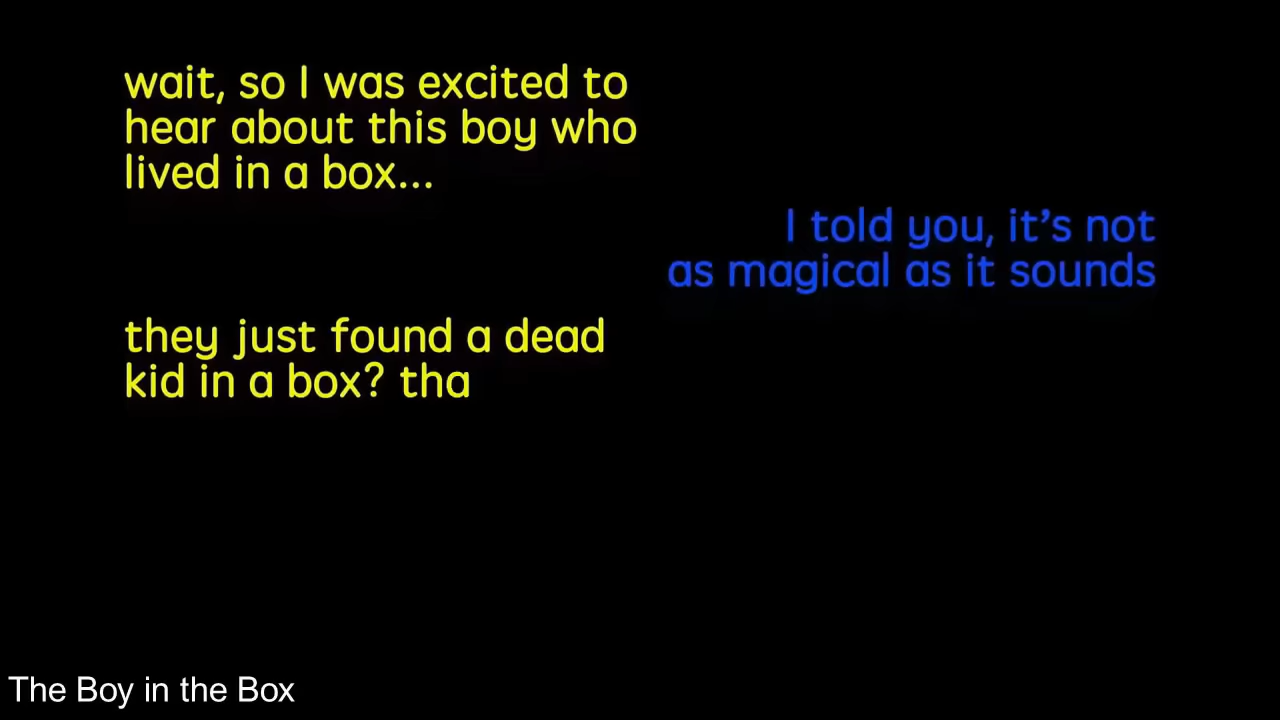 wait, so I was excited to
hear about this boy who
lived in a box...
I told you, it’s not
as magical as it sounds
they just found a dead
kid in a box? tha
The Boy in the Box